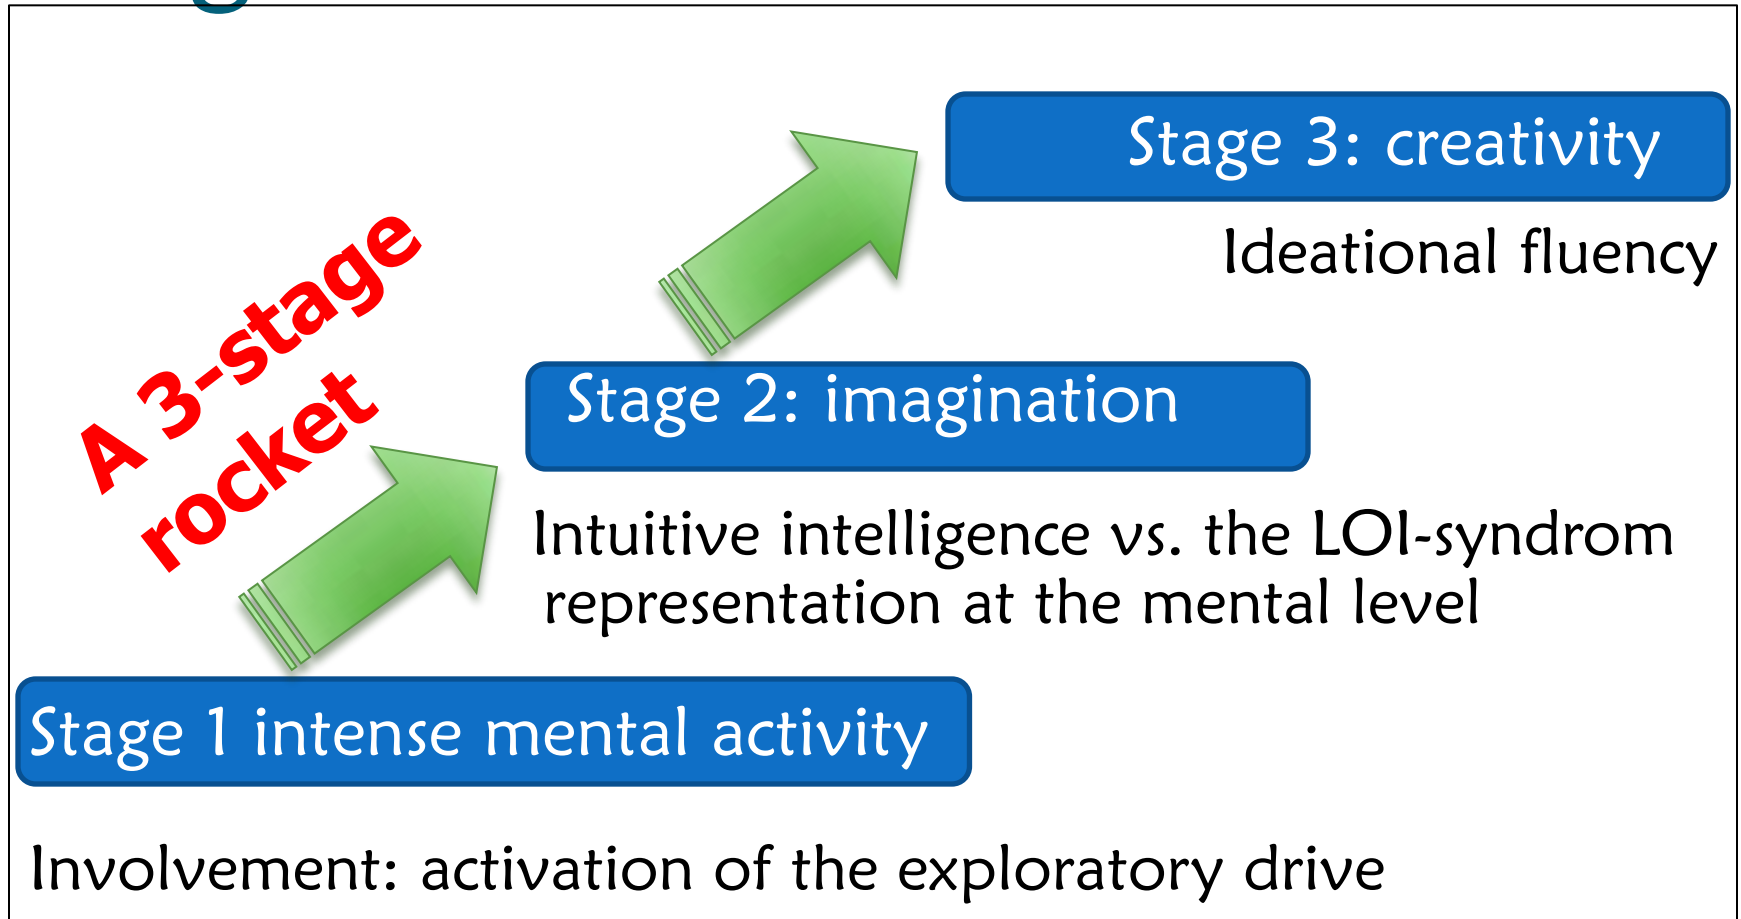 Stage 3: creativity
Ideational fluency
A 3-stage
rocket
Stage 2: imagination
Intuitive intelligence vs. the LOI-syndrom
representation at the mental level
Stage 1 intense mental activity
Involvement: activation of the exploratory drive